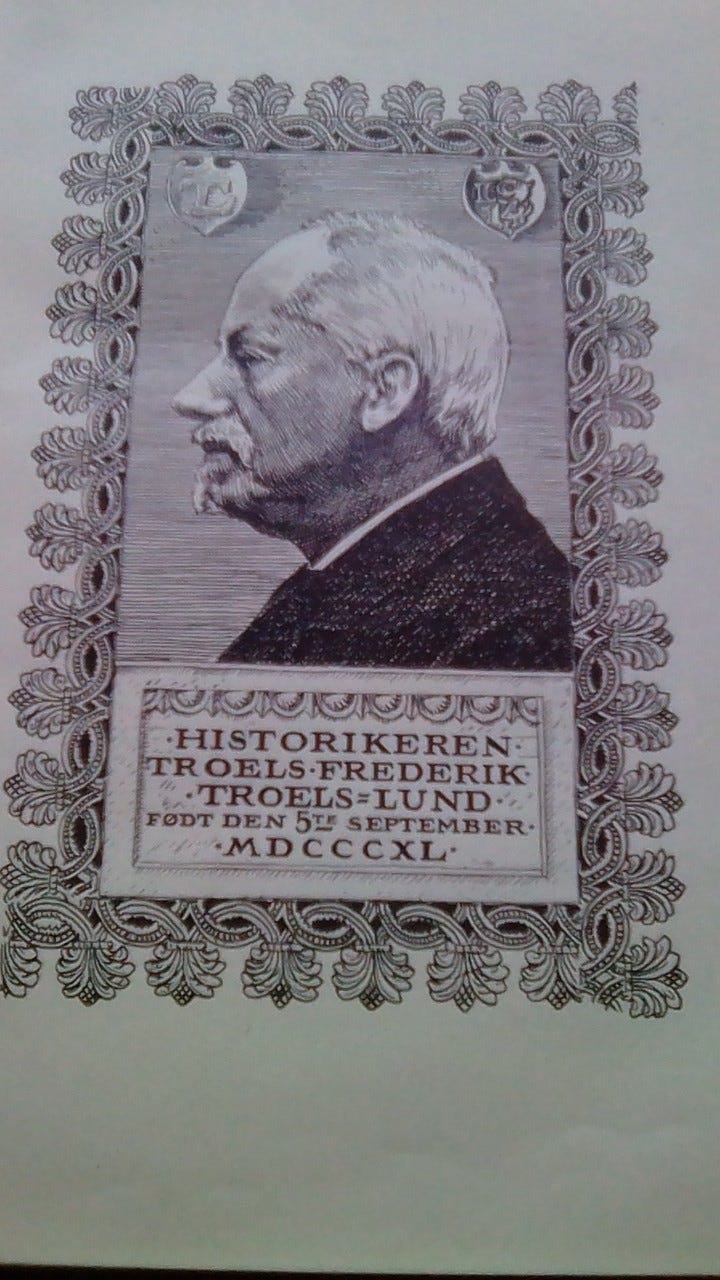 ·HISTORIKEREN·
TROELS·FREDERIK·
·TROELS=LUND·
FØDT DEN 5TE SEPTEMBER·
·MDCCCXL·